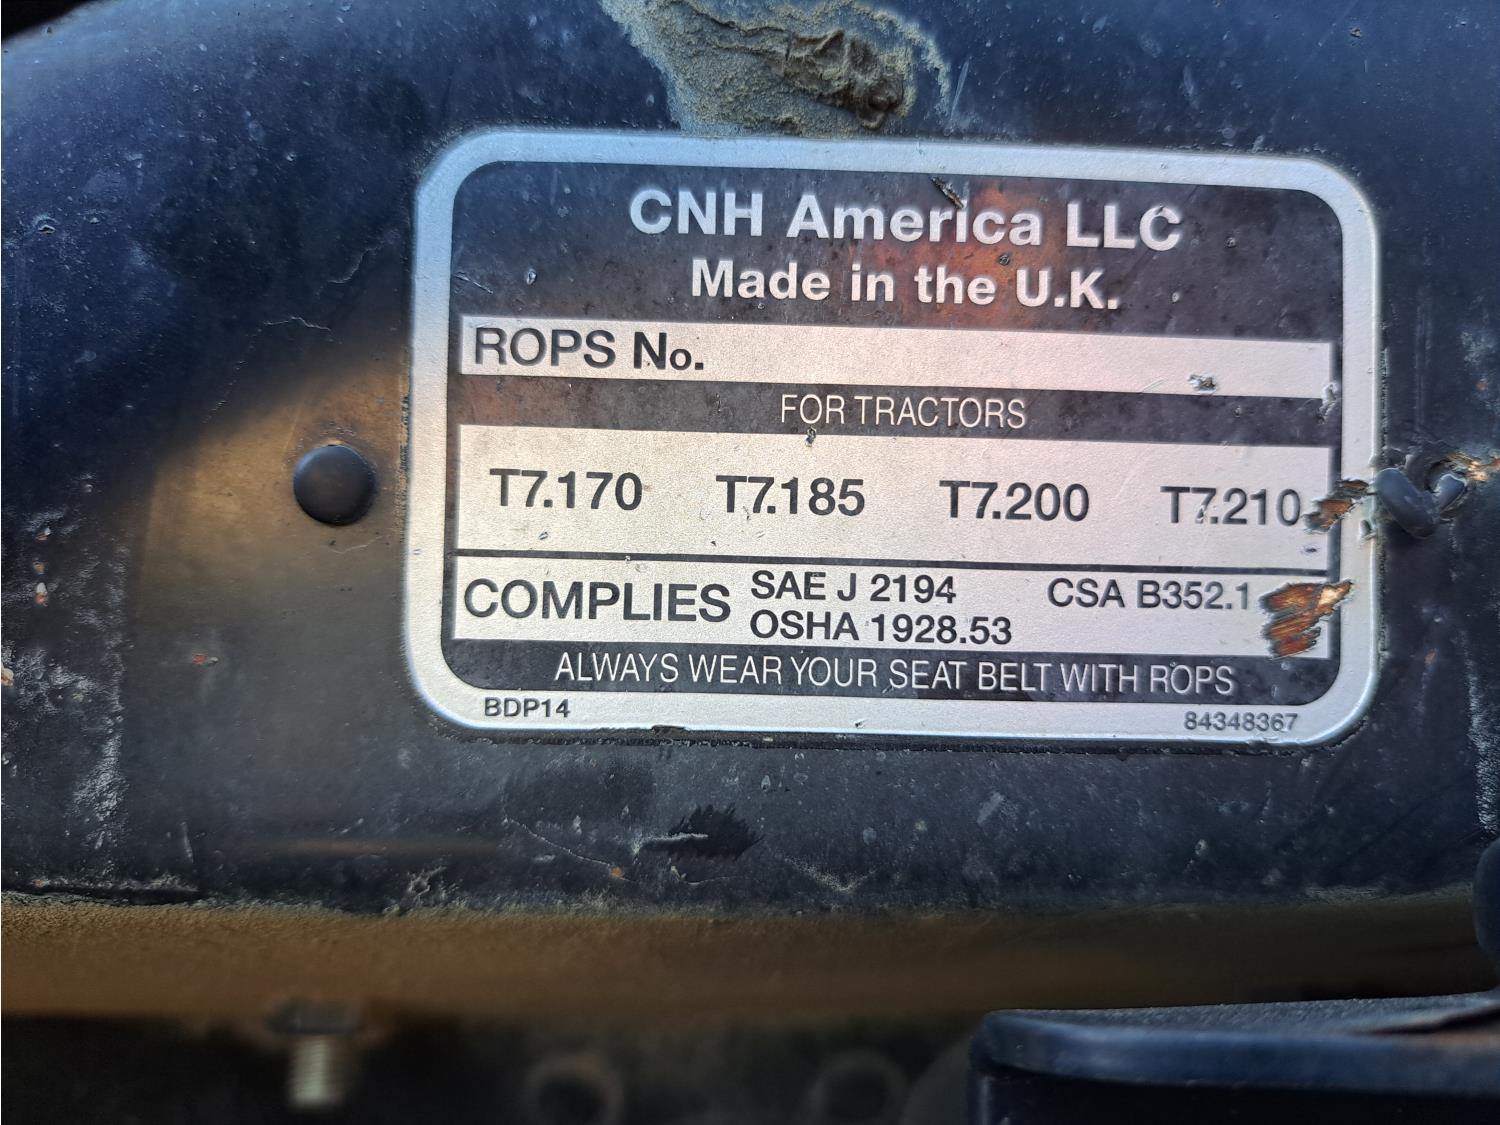 CNH America LLC
Made in the U.K.
ROPS No.
FOR TRACTORS
T7.170 T7.185 T7.200 T7.210
COMPLIES SAE J 2194 CSA B352.1
OSHA 1928.53
ALWAYS WEAR YOUR SEAT BELT WITH ROPS
BDP14 84348367